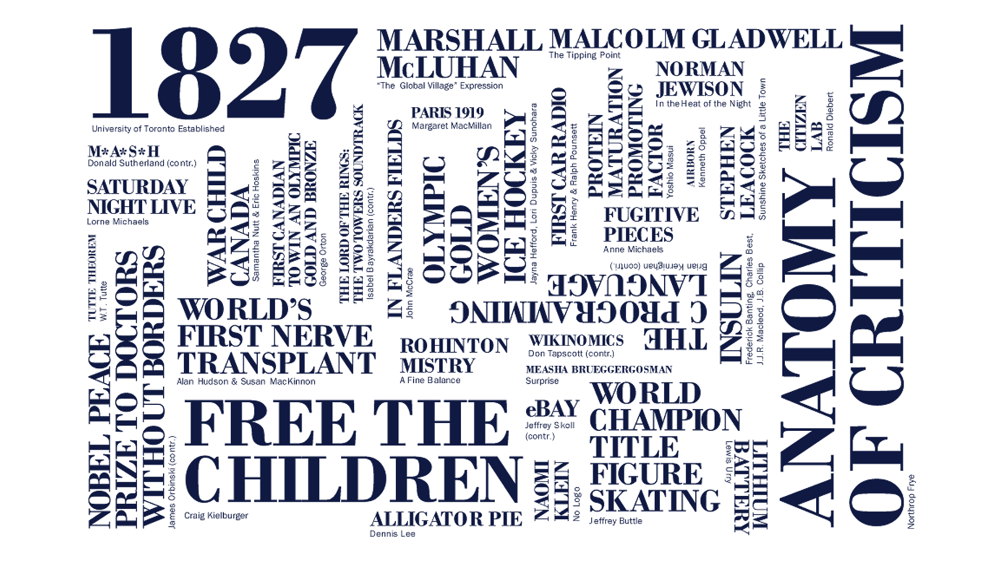 1827
University of Toronto Established
MARSHALL
McLUHAN
“The Global Village” Expression
MALCOLM GLADWELL
The Tipping Point
NORMAN
JEWISON
In the Heat of the Night
PARIS 1919
Margaret MacMillan
M*A*S*H
Donald Sutherland (contr.)
SATURDAY
NIGHT LIVE
Lorne Michaels
WARCHILD
CANADA
Samantha Nutt & Eric Hoskins
FIRST CANADIAN
TO WIN AN OLYMPIC
GOLD AND BRONZE
George Orton
THE LORD OF THE RINGS:
THE TWO TOWERS SOUNDTRACK
Isabel Bayrakdarian (contr.)
IN FLANDERS FIELDS
John McCrae
OLYMPIC
GOLD
WOMEN’S
ICE HOCKEY
Jayna Hefford, Lori Dupuis & Vicky Sunohara
FIRST CAR RADIO
Frank Henry & Ralph Pounsett
PROTEIN
MATURATION
PROMOTING
FACTOR
Yoshio Masui
AIRBORN
Kenneth Oppel
STEPHEN
LEACOCK
Sunshine Sketches of a Little Town
THE
CITIZEN
LAB
Ronald Diebert
ANATOMY
OF CRITICISM
Northrop Frye
FUGITIVE
PIECES
Anne Michaels
THE
C PROGRAMMING
LANGUAGE
Brian Kernighan (contri.)
INSULIN
Frederick Banting, Charles Best,
J.J.R. Macleod, J.B. Collip
TUTTE THEOREM
W.T. Tutte
NOBEL PEACE
PRIZE TO DOCTORS
WITHOUT BORDERS
James Orbinski (contr.)
WORLD’S
FIRST NERVE
TRANSPLANT
Alan Hudson & Susan MacKinnon
ROHINTON
MISTRY
A Fine Balance
WIKINOMICS
Don Tapscott (contr.)
MEASHA BRUEGGERGOSMAN
Surprise
FREE THE
CHILDREN
Craig Kielburger
eBAY
Jeffrey Skoll
(contr.)
WORLD
CHAMPION
TITLE
FIGURE
SKATING
Jeffrey Buttle
NAOMI
KLEIN
No Logo
LITHIUM
BATTERY
Lewis Urry
ALLIGATOR PIE
Dennis Lee